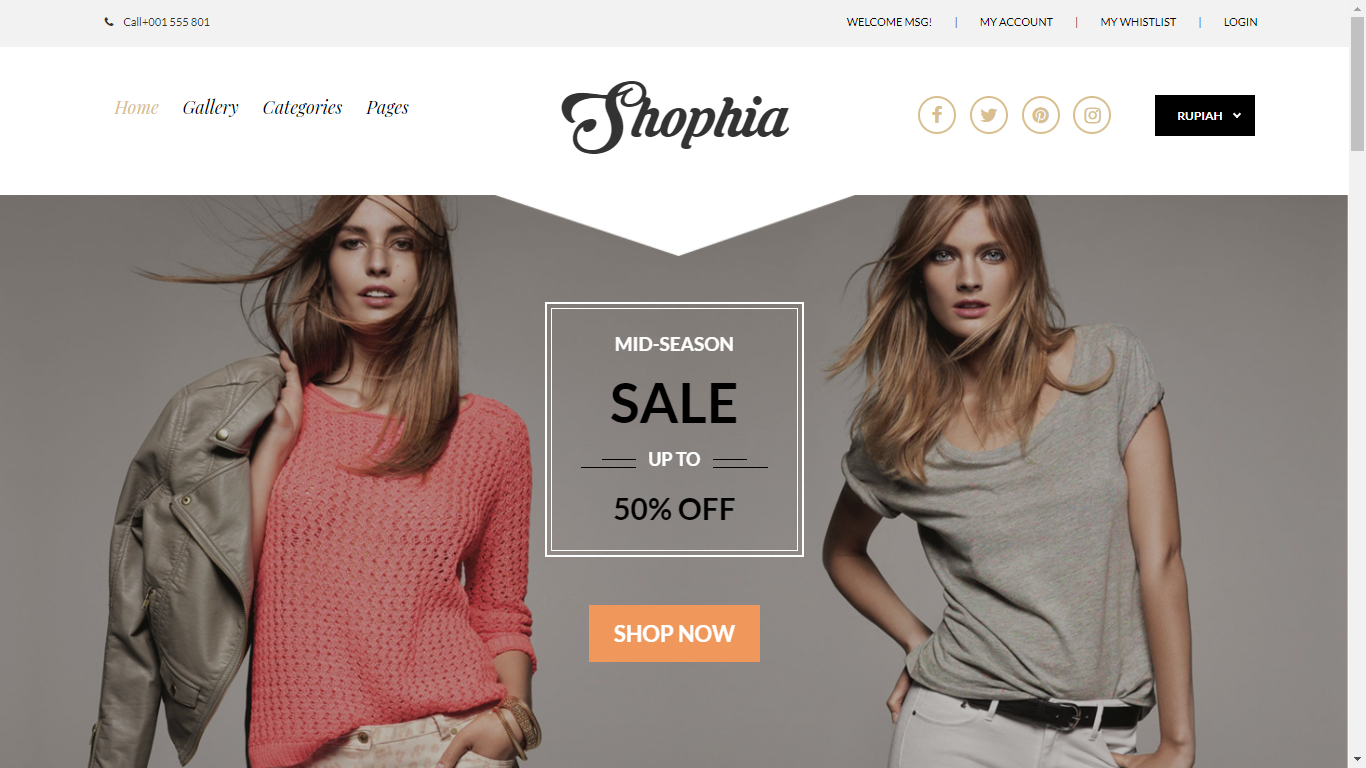 Call+001 555 801
WELCOME MSG! | MY ACCOUNT | MY WHISTLIST | LOGIN
Home Gallery Categories Pages
Shophia
RUPIAH
MID-SEASON
SALE
UP TO
50% OFF
SHOP NOW